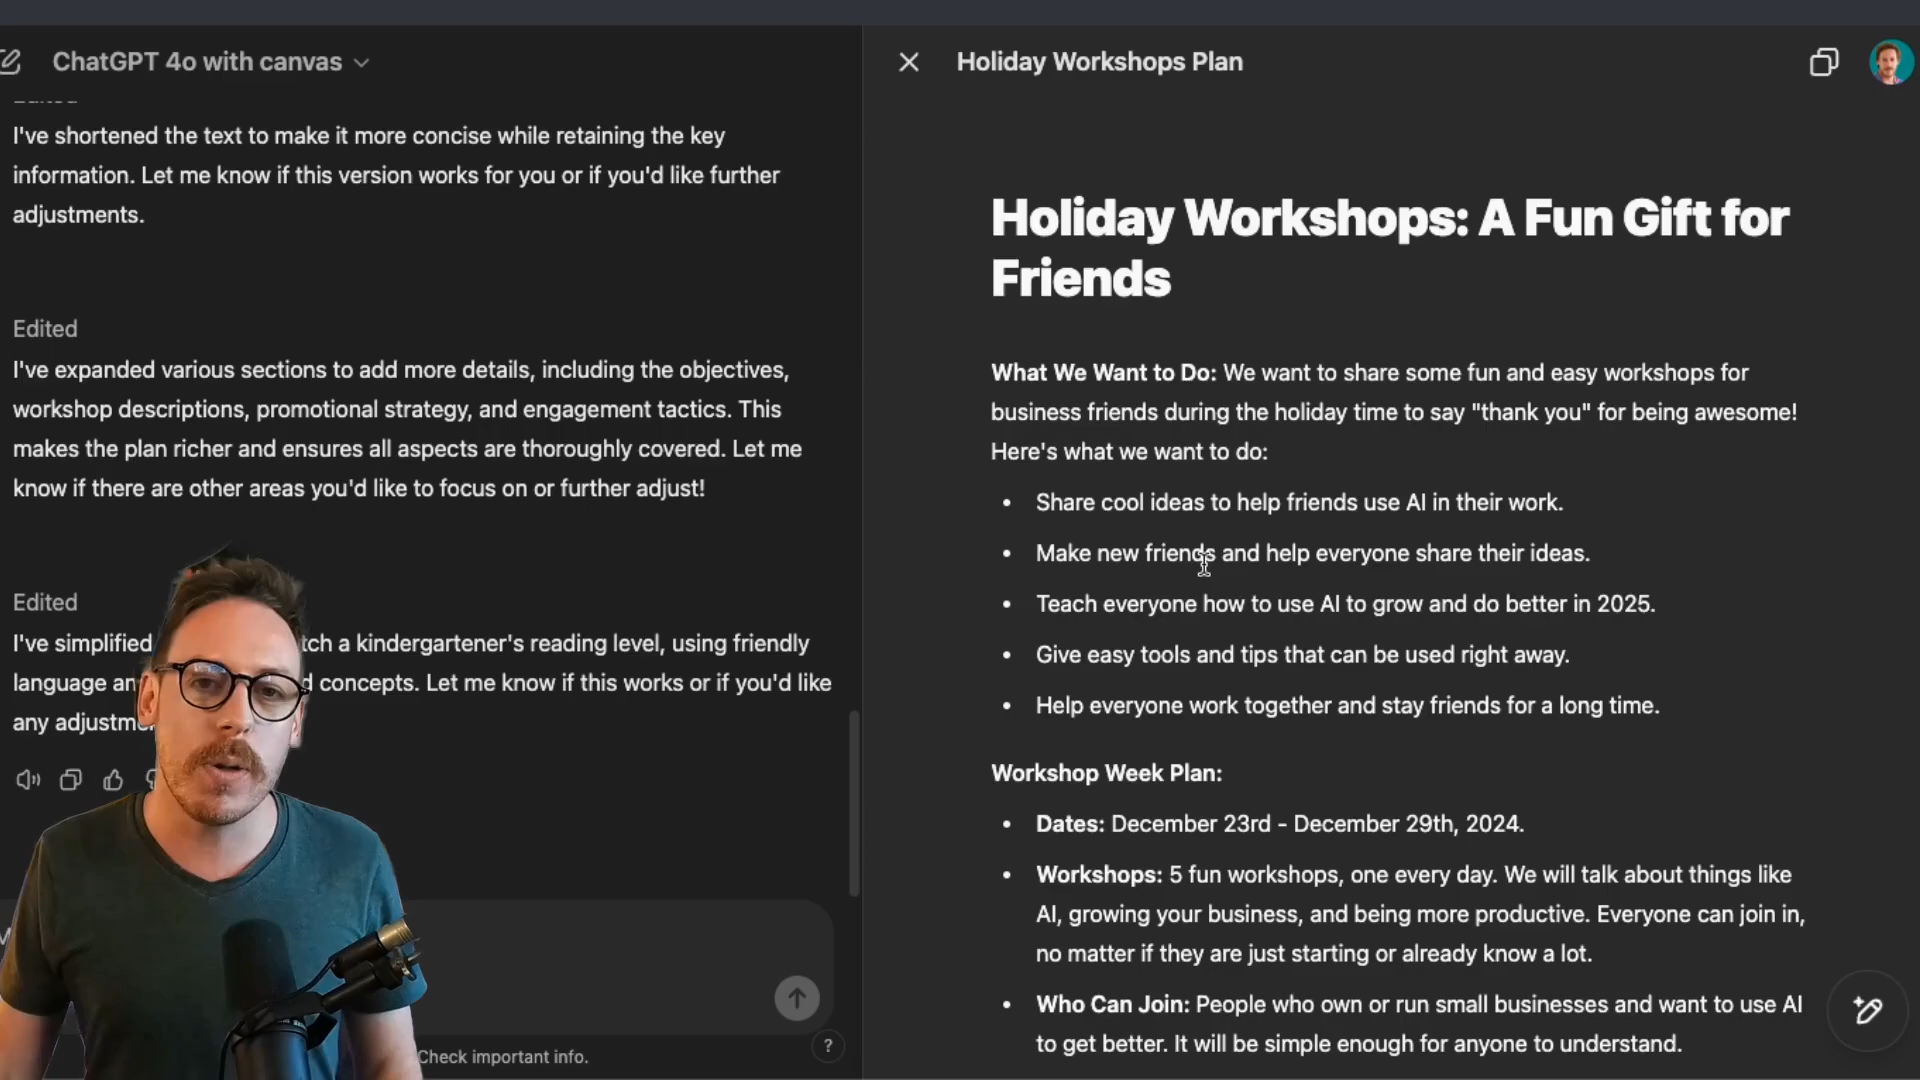 ChatGPT 4o with canvas
I've shortened the text to make it more concise while retaining the key
information. Let me know if this version works for you or if you'd like further
adjustments.
Edited
I've expanded various sections to add more details, including the objectives,
workshop descriptions, promotional strategy, and engagement tactics. This
makes the plan richer and ensures all aspects are thoroughly covered. Let me
know if there are other areas you'd like to focus on or further adjust!
Edited
I've simplified a kindergartener's reading level, using friendly
language concepts. Let me know if this works or if you'd like
any
Check important info.
?
Holiday Workshops Plan
Holiday Workshops: A Fun Gift for
Friends
What We Want to Do: We want to share some fun and easy workshops for
business friends during the holiday time to say "thank you" for being awesome!
Here's what we want to do:
• Share cool ideas to help friends use AI in their work.
• Make new friends and help everyone share their ideas.
• Teach everyone how to use AI to grow and do better in 2025.
• Give easy tools and tips that can be used right away.
• Help everyone work together and stay friends for a long time.
Workshop Week Plan:
• Dates: December 23rd - December 29th, 2024.
• Workshops: 5 fun workshops, one every day. We will talk about things like
AI, growing your business, and being more productive. Everyone can join in,
no matter if they are just starting or already know a lot.
• Who Can Join: People who own or run small businesses and want to use AI
to get better. It will be simple enough for anyone to understand.